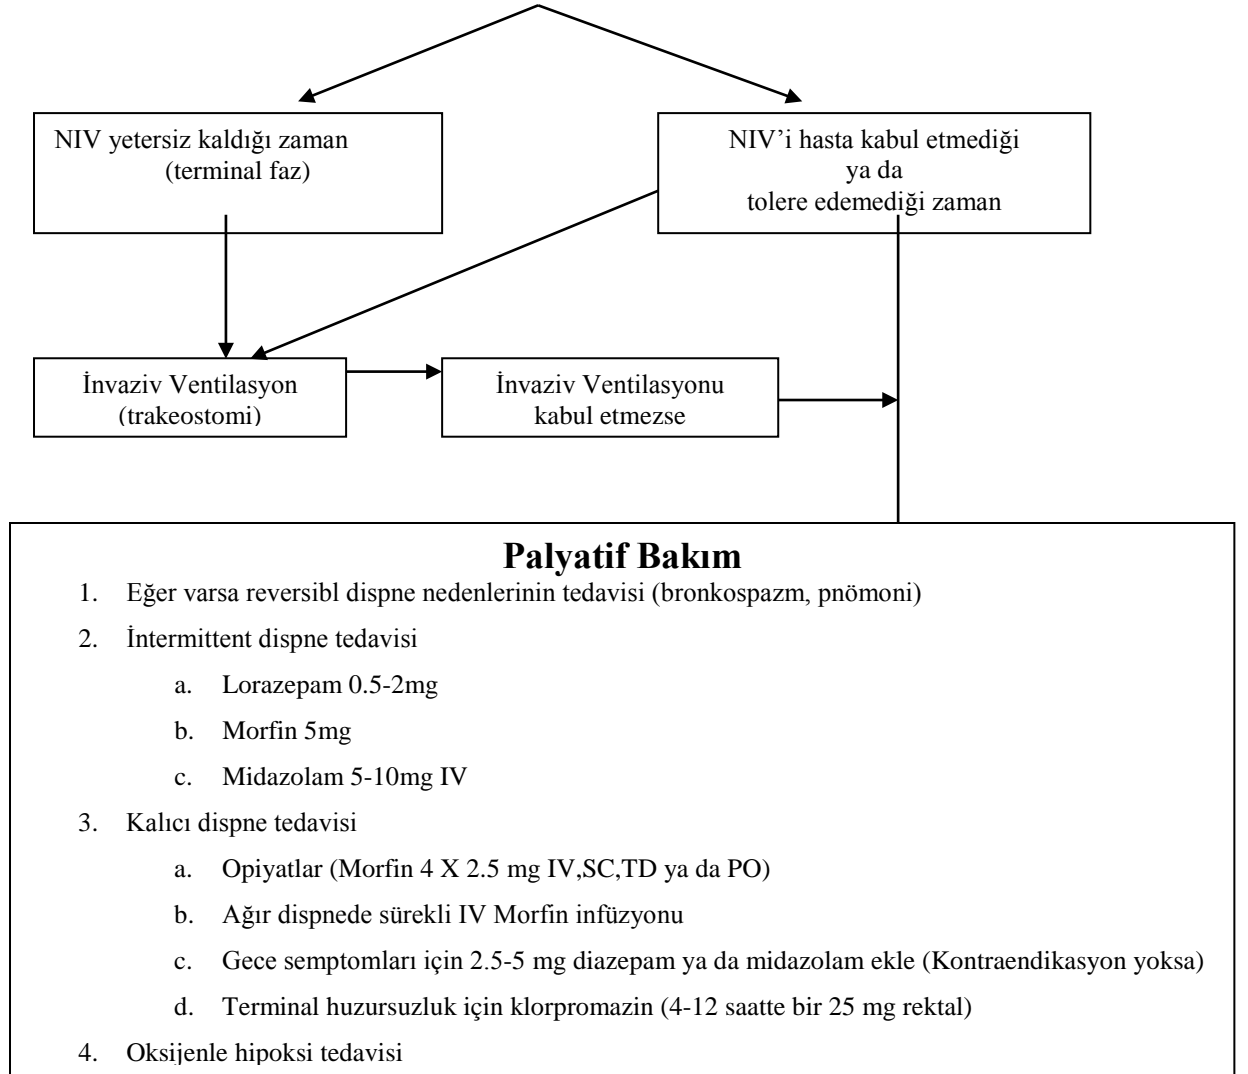 NIV yetersiz kaldığı zaman
(terminal faz)
NIV’i hasta kabul etmediği
ya da
tolere edemediği zaman
İnvaziv Ventilasyon
(trakeostomi)
İnvaziv Ventilasyonu
kabul etmezse
Palyatif Bakım
1. Eğer varsa reversibl dispne nedenlerinin tedavisi (bronkospazm, pnömoni)
2. İntermittent dispne tedavisi
a. Lorazepam 0.5-2mg
b. Morfin 5mg
c. Midazolam 5-10mg IV
3. Kalıcı dispne tedavisi
a. Opiyatlar (Morfin 4 X 2.5 mg IV,SC,TD ya da PO)
b. Ağır dispnede sürekli IV Morfin infüzyonu
c. Gece semptomları için 2.5-5 mg diazepam ya da midazolam ekle (Kontraendikasyon yoksa)
d. Terminal huzursuzluk için klorpromazin (4-12 saatte bir 25 mg rektal)
4. Oksijenle hipoksi tedavisi